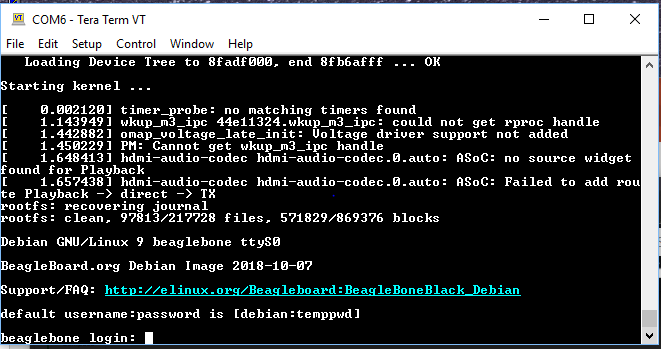 COM6 - Tera Term VT
File Edit Setup Control Window Help
Loading Device Tree to 8fadf000, end 8fb6afff ... OK
Starting kernel ...
[    0.002120] timer_probe: no matching timers found
[    1.143949] wkup_m3_ipc 44e11324.wkup_m3_ipc: could not get rproc handle
[    1.442882] omap_voltage_late_init: Voltage driver support not added
[    1.450229] PM: Cannot get wkup_m3_ipc handle
[    1.648413] hdmi-audio-codec hdmi-audio-codec.0.auto: ASoC: no source widget
found for Playback
[    1.657438] hdmi-audio-codec hdmi-audio-codec.0.auto: ASoC: Failed to add rou
te Playback -> direct -> TX
rootfs: recovering journal
rootfs: clean, 97813/217728 files, 571829/869376 blocks
Debian GNU/Linux 9 beaglebone ttyS0
BeagleBoard.org Debian Image 2018-10-07
Support/FAQ: http://elinux.org/Beagleboard:BeagleBoneBlack_Debian
default username:password is [debian:temppwd]
beaglebone login: